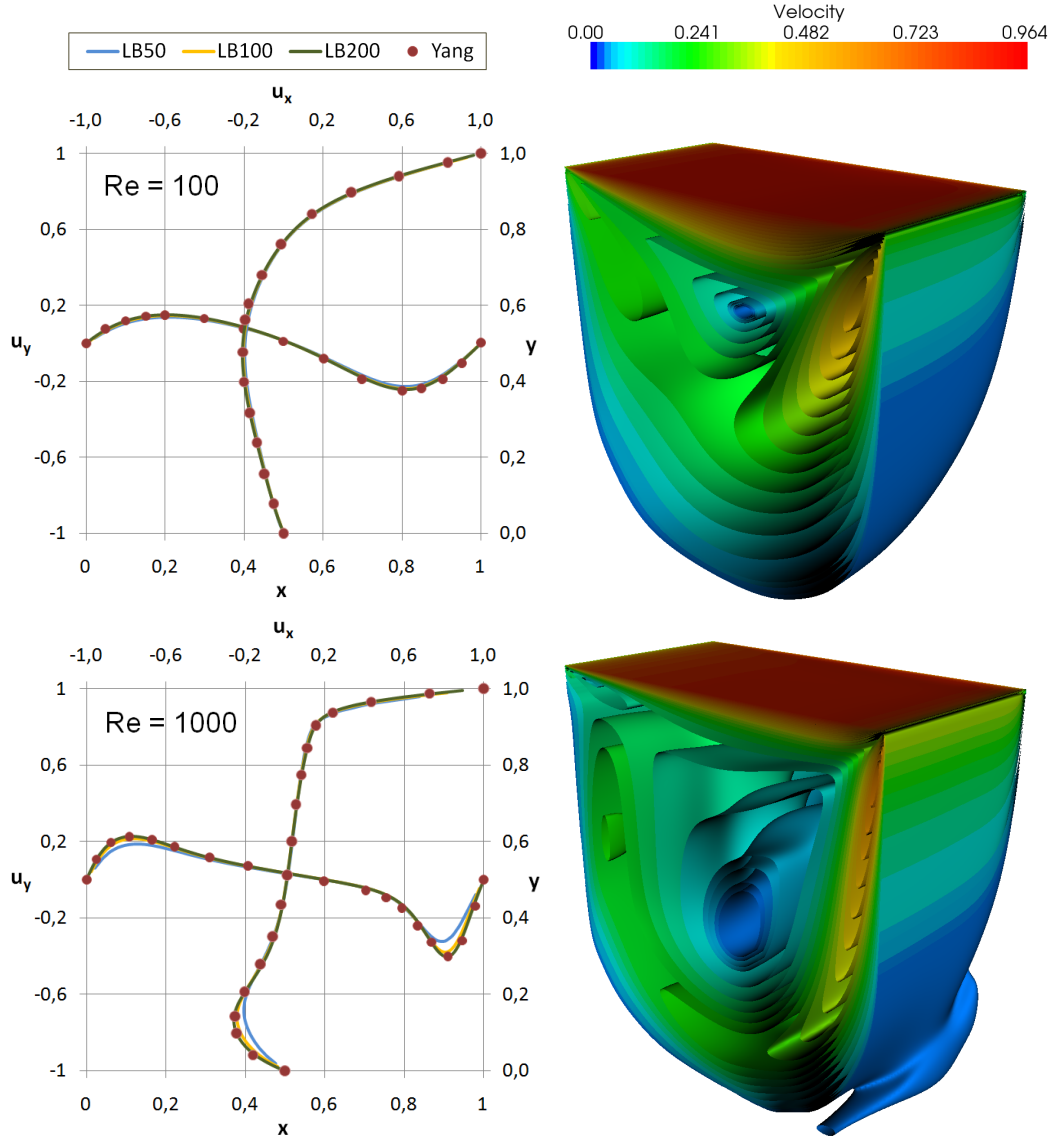 LB50 LB100 LB200 Yang
u_x
-1,0 -0,6 -0,2 0,2 0,6 1,0
Re = 100
1 0,6 0,2 -0,2 -0,6 -1
u_y
1,0 0,8 0,6 0,4 0,2 0,0
y
0 0,2 0,4 0,6 0,8 1
x
Velocity
0.00 0.241 0.482 0.723 0.964
u_x
-1,0 -0,6 -0,2 0,2 0,6 1,0
Re = 1000
1 0,6 0,2 -0,2 -0,6 -1
u_y
1,0 0,8 0,6 0,4 0,2 0,0
y
0 0,2 0,4 0,6 0,8 1
x